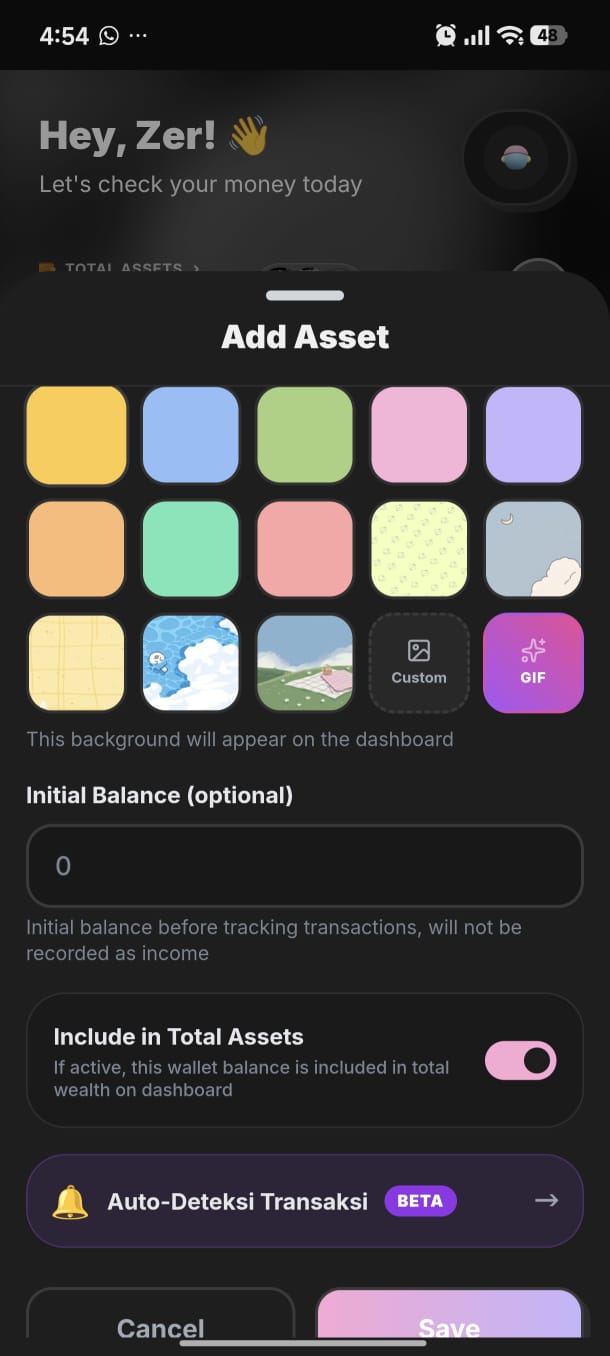 4:54
48
Hey, Zer! 👋
Let's check your money today
TOTAL ASSETS ›
Add Asset
Custom
GIF
This background will appear on the dashboard
Initial Balance (optional)
0
Initial balance before tracking transactions, will not be
recorded as income
Include in Total Assets
If active, this wallet balance is included in total
wealth on dashboard
Auto-Deteksi Transaksi BETA →
Cancel
Save